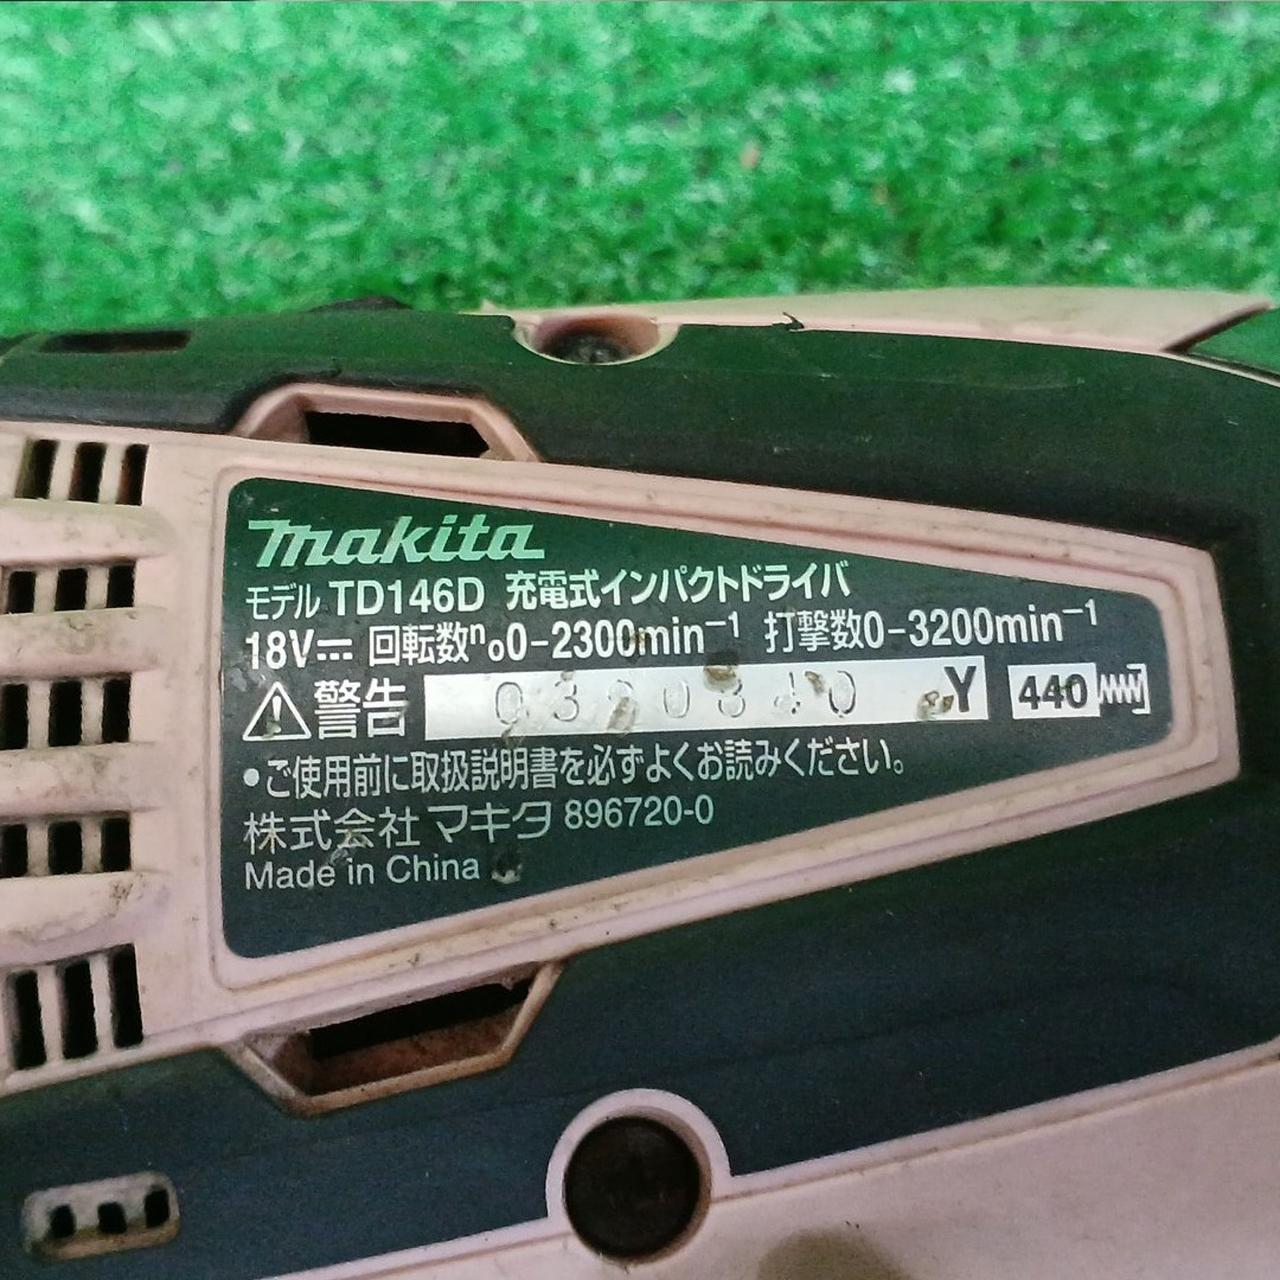 makita
モデル TD146D 充電式インパクトドライバ
18V⎓ 回転数n₀0-2300min⁻¹ 打撃数0-3200min⁻¹
⚠警告 Y 440
•ご使用前に取扱説明書を必ずよくお読みください。
株式会社 マキタ 896720-0
Made in China